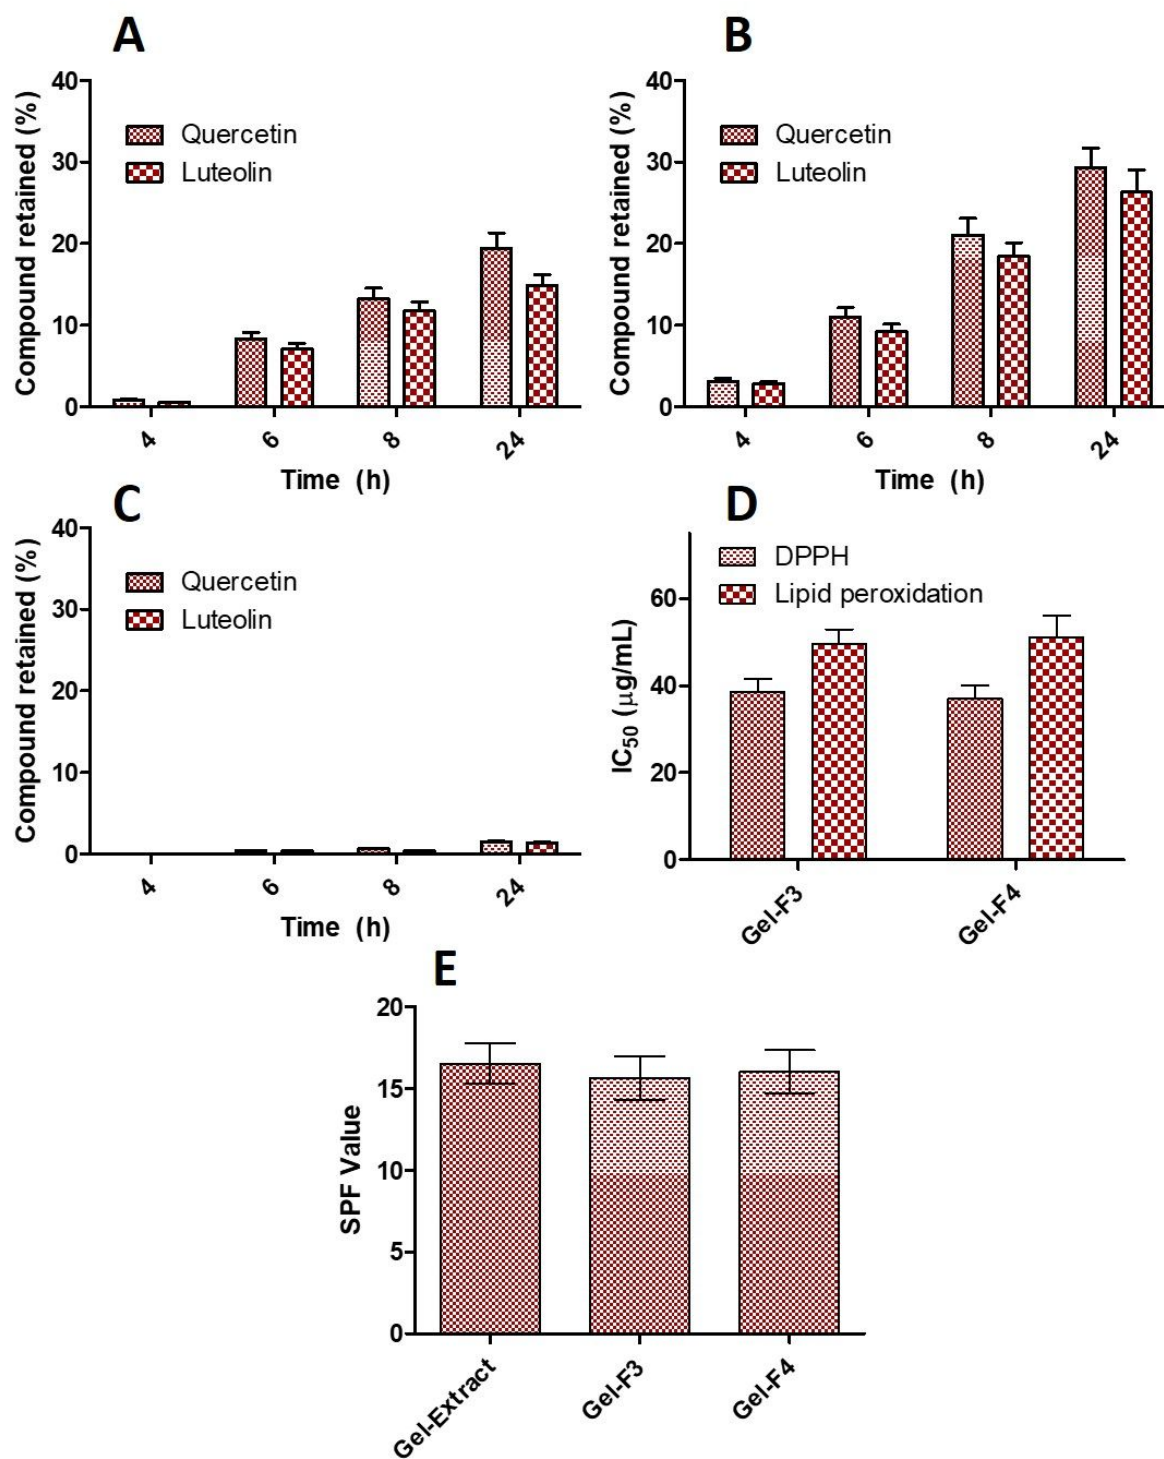 A
Compound retained (%)
40
30
20
10
0
Quercetin
Luteolin
4
6
8
24
Time (h)
B
Compound retained (%)
40
30
20
10
0
Quercetin
Luteolin
4
6
8
24
Time (h)
C
Compound retained (%)
40
30
20
10
0
Quercetin
Luteolin
4
6
8
24
Time (h)
D
IC50 (µg/mL)
60
40
20
0
DPPH
Lipid peroxidation
Gel-F3
Gel-F4
E
SPF Value
20
15
10
5
0
Gel-Extract
Gel-F3
Gel-F4